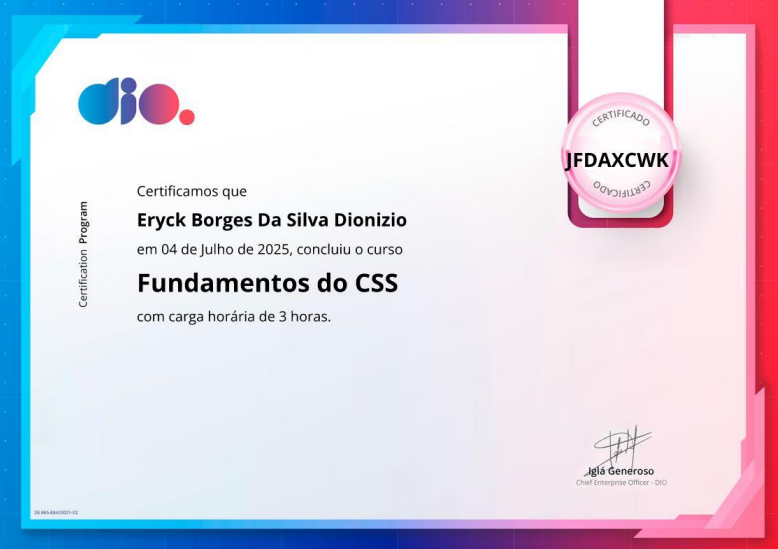 dio.
CERTIFICADO
JFDAXCWK
CERTIFICADO
Certification Program
Certificamos que
Eryck Borges Da Silva Dionizio
em 04 de Julho de 2025, concluiu o curso
Fundamentos do CSS
com carga horária de 3 horas.
Iglá Generoso
Chief Enterprise Officer - DIO
26.965.884/0001-02